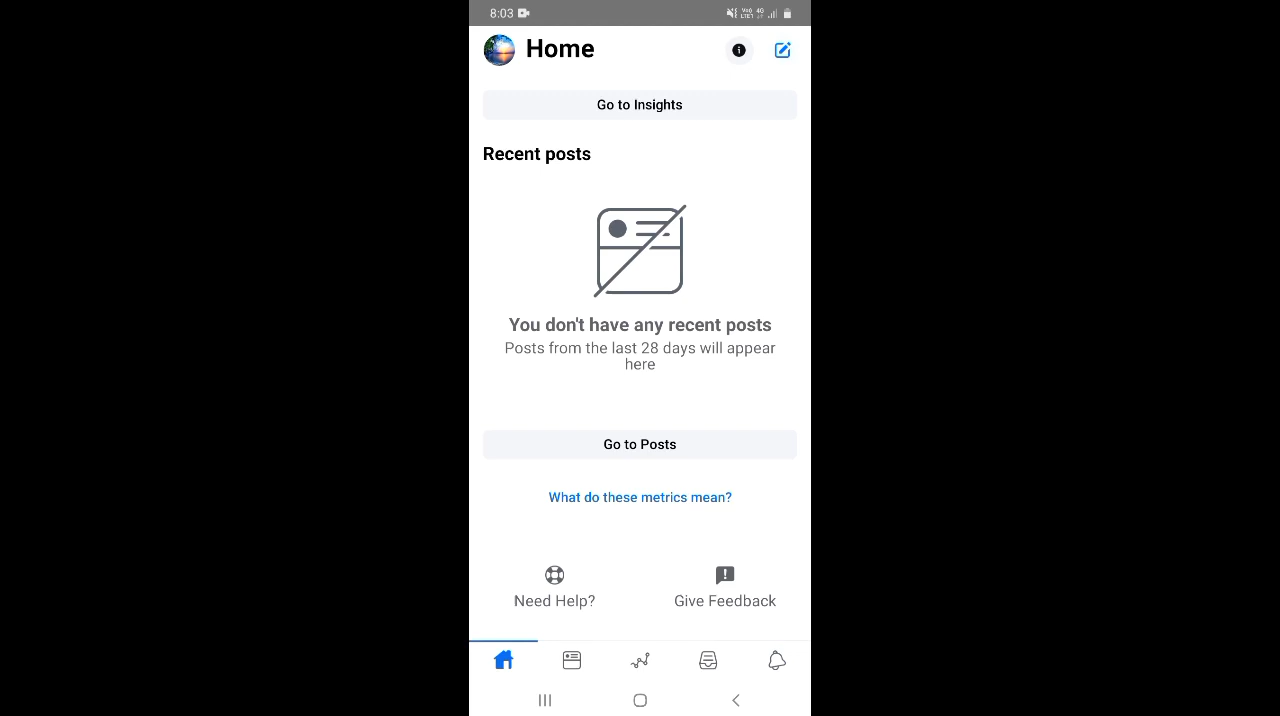 8:03
4G
Home
Go to Insights
Recent posts
You don't have any recent posts
Posts from the last 28 days will appear
here
Go to Posts
What do these metrics mean?
Need Help?
Give Feedback